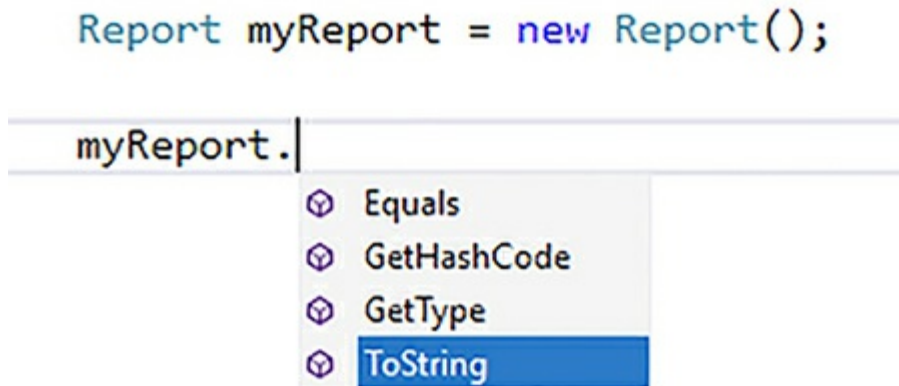 Report myReport = new Report();
myReport.
Equals
GetHashCode
GetType
ToString